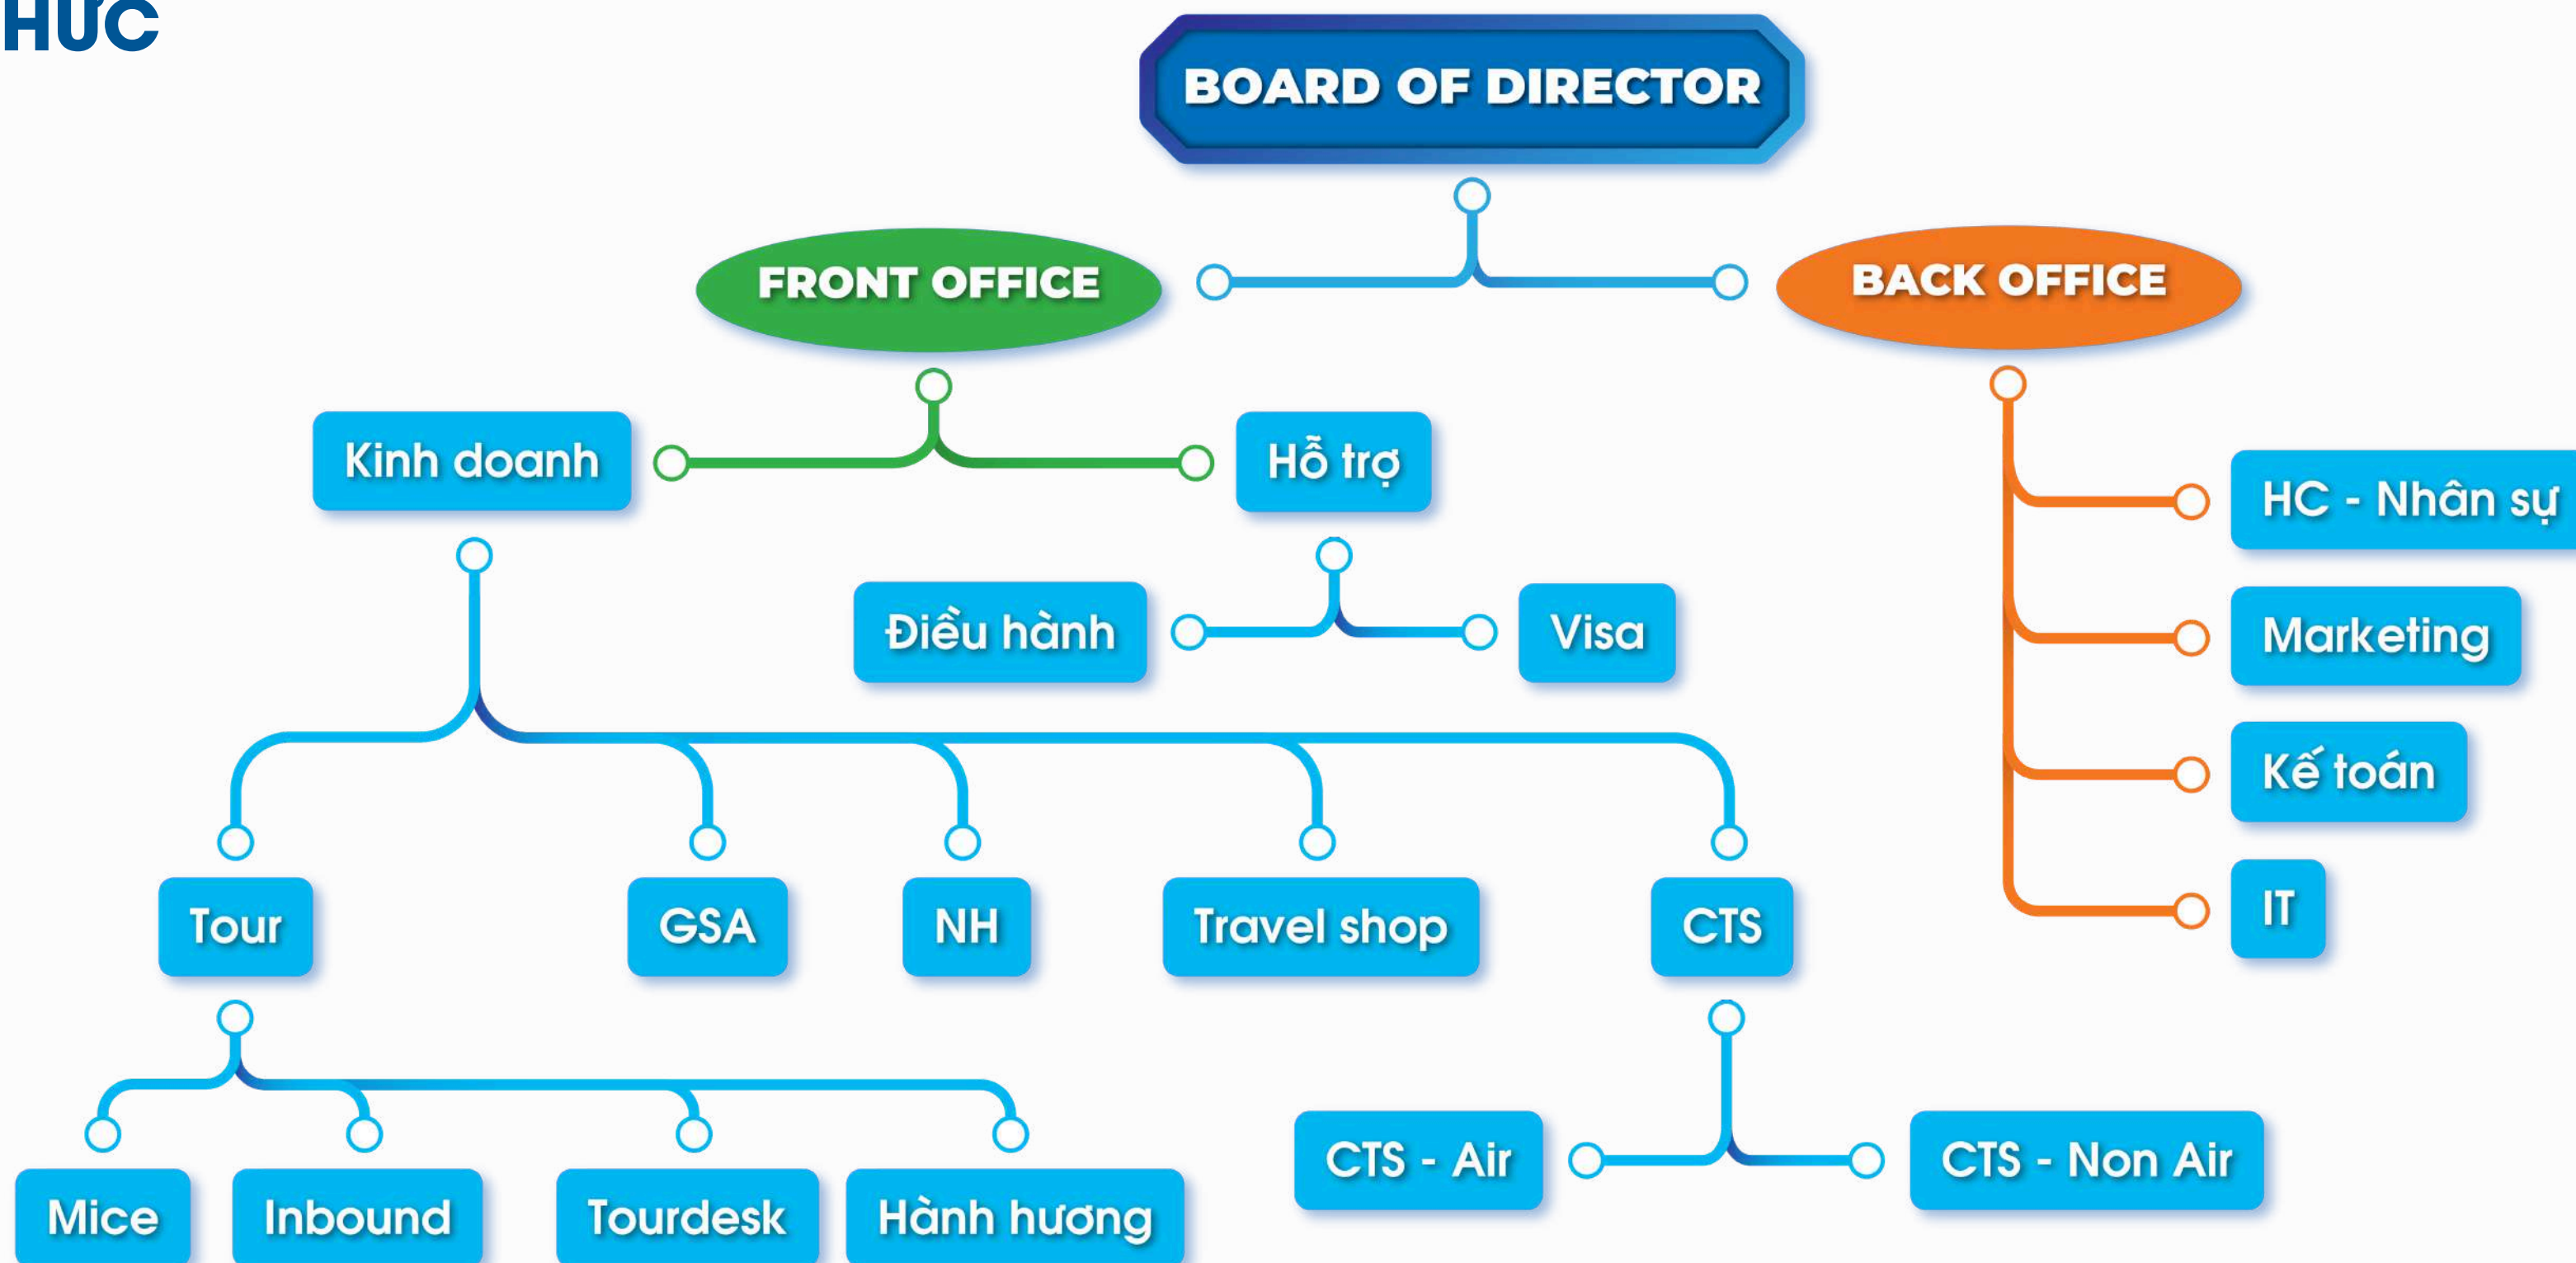 HỨC
BOARD OF DIRECTOR
FRONT OFFICE
BACK OFFICE
Kinh doanh
Hỗ trợ
HC - Nhân sự
Điều hành
Visa
Marketing
Kế toán
Tour
GSA
NH
Travel shop
CTS
IT
CTS - Air
CTS - Non Air
Mice
Inbound
Tourdesk
Hành hương